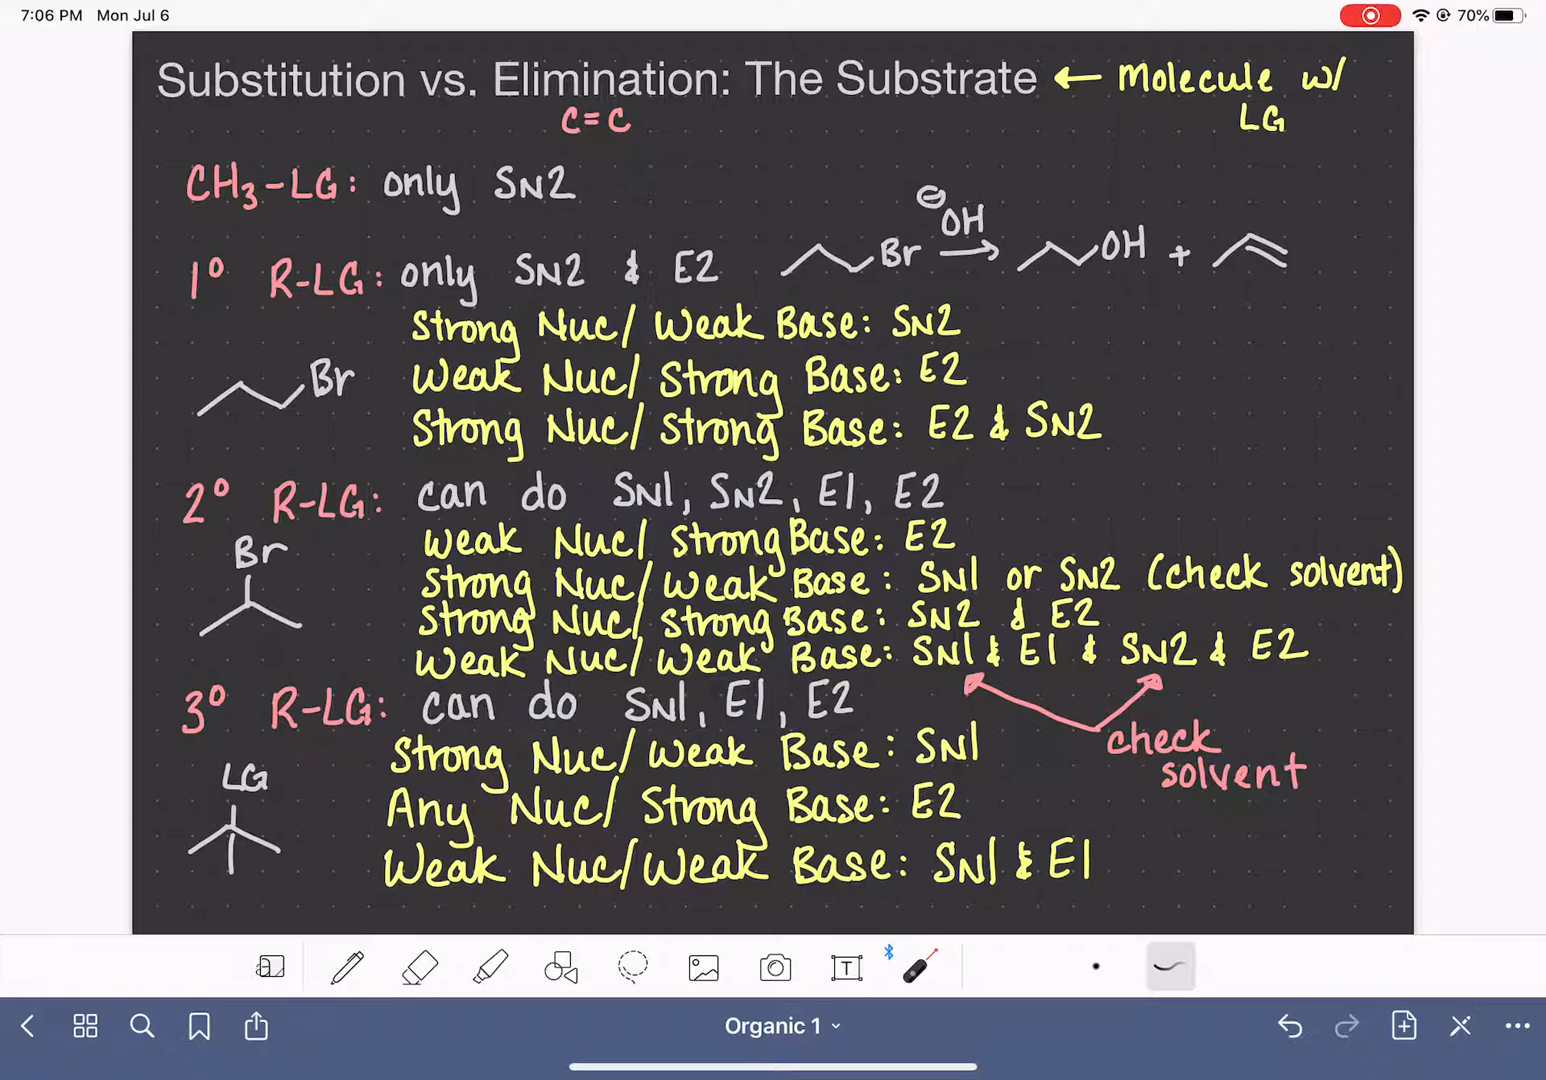 7:06 PM Mon Jul 6
70%
Substitution vs. Elimination: The Substrate ← Molecule w/
LG
C=C
CH3-LG: only SN2
⊖
OH
Br → OH +
1° R-LG: only SN2 & E2
Strong Nuc/ Weak Base: SN2
Br
Weak Nuc/ Strong Base: E2
Strong Nuc/ Strong Base: E2 & SN2
2° R-LG: can do SN1, SN2, E1, E2
Br
Weak Nuc/ Strong Base: E2
Strong Nuc/ Weak Base: SN1 or SN2 (check solvent)
Strong Nuc/ Strong Base: SN2 & E2
Weak Nuc/ Weak Base: SN1 & E1 & SN2 & E2
check
solvent
3° R-LG: can do SN1, E1, E2
LG
Strong Nuc/ Weak Base: SN1
Any Nuc/ Strong Base: E2
Weak Nuc/Weak Base: SN1 & E1
T
Organic 1